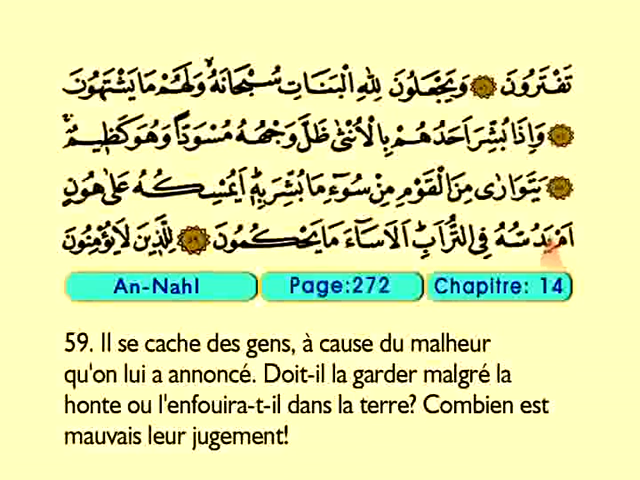 تَفْتَرُونَ ۝ وَيَجْعَلُونَ لِلّٰهِ الْبَنَاتِ سُبْحَانَهُۙ وَلَهُمْ مَا يَشْتَهُونَ
۝ وَاِذَا بُشِّرَ اَحَدُهُمْ بِالْاُنْثٰى ظَلَّ وَجْهُهُ مُسْوَدًّا وَهُوَ كَظٖيمٌۚ
۝ يَتَوَارٰى مِنَ الْقَوْمِ مِنْ سُٓوءِ مَا بُشِّرَ بِهٖؕ اَيُمْسِكُهُ عَلٰى هُونٍ
اَمْ يَدُسُّهُ فِي التُّرَابِؕ اَلَا سَٓاءَ مَا يَحْكُمُونَ ۝ لِلَّذٖينَ لَا يُؤْمِنُونَ
An-Nahl Page:272 Chapitre: 14
59. Il se cache des gens, à cause du malheur
qu'on lui a annoncé. Doit-il la garder malgré la
honte ou l'enfouira-t-il dans la terre? Combien est
mauvais leur jugement!